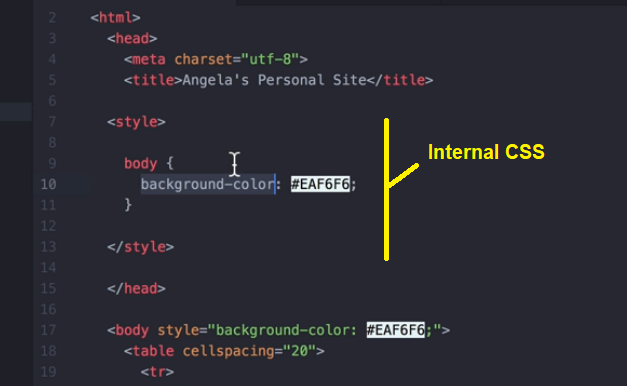 2 <html>
3 <head>
4 <meta charset="utf-8">
5 <title>Angela's Personal Site</title>
6
7 <style>
8
9 body {
10 background-color: #EAF6F6;
11 }
12
13 </style>
14
15 </head>
16
17 <body style="background-color: #EAF6F6;">
18 <table cellspacing="20">
19 <tr>
Internal CSS